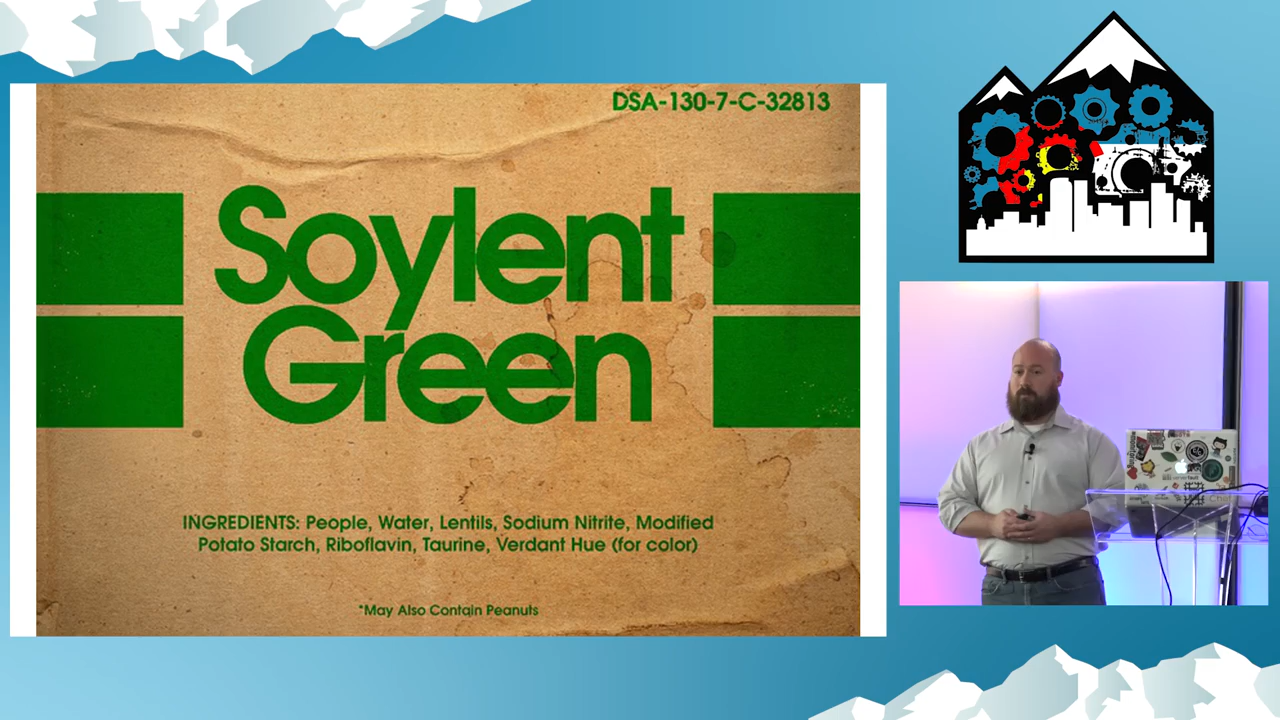 DSA-130-7-C-32813
Soylent
Green
INGREDIENTS: People, Water, Lentils, Sodium Nitrite, Modified
Potato Starch, Riboflavin, Taurine, Verdant Hue (for color)
*May Also Contain Peanuts